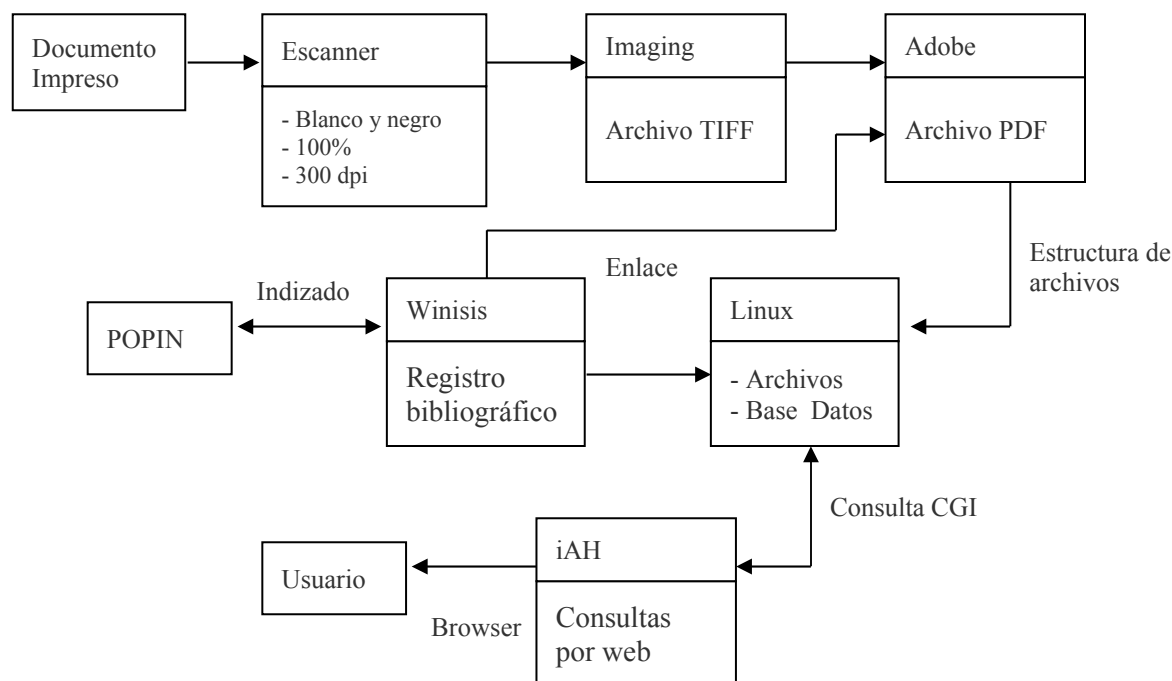 Documento
Impreso
Escanner
- Blanco y negro
- 100%
- 300 dpi
Imaging
Archivo TIFF
Adobe
Archivo PDF
Estructura de
archivos
Enlace
Indizado
POPIN
Winisis
Registro
bibliográfico
Linux
- Archivos
- Base Datos
Consulta CGI
iAH
Consultas
por web
Browser
Usuario